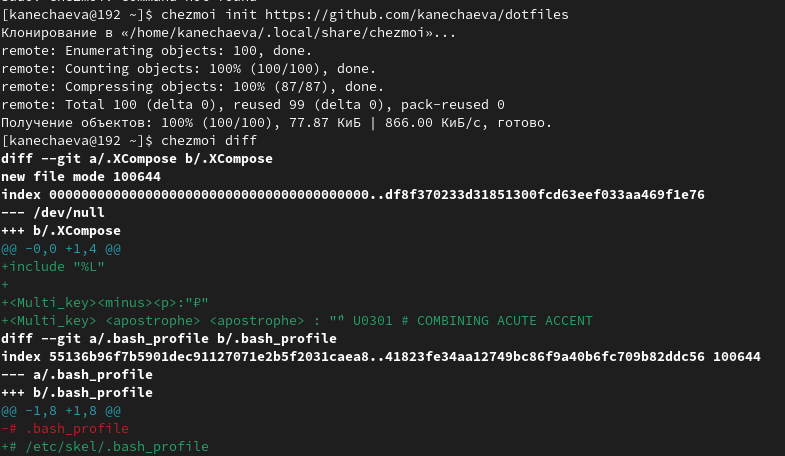 [kanechaeva@192 ~]$ chezmoi init https://github.com/kanechaeva/dotfiles
Клонирование в «/home/kanechaeva/.local/share/chezmoi»...
remote: Enumerating objects: 100, done.
remote: Counting objects: 100% (100/100), done.
remote: Compressing objects: 100% (87/87), done.
remote: Total 100 (delta 0), reused 99 (delta 0), pack-reused 0
Получение объектов: 100% (100/100), 77.87 КиБ | 866.00 КиБ/с, готово.
[kanechaeva@192 ~]$ chezmoi diff
diff --git a/.XCompose b/.XCompose
new file mode 100644
index 0000000000000000000000000000000000000000..df8f370233d31851300fcd63eef033aa469f1e76
--- /dev/null
+++ b/.XCompose
@@ -0,0 +1,4 @@
+include "%L"
+
+<Multi_key><minus><p>:"₽"
+<Multi_key> <apostrophe> <apostrophe> : "́" U0301 # COMBINING ACUTE ACCENT
diff --git a/.bash_profile b/.bash_profile
index 55136b96f7b5901dec91127071e2b5f2031caea8..41823fe34aa12749bc86f9a40b6fc709b82ddc56 100644
--- a/.bash_profile
+++ b/.bash_profile
@@ -1,8 +1,8 @@
-# .bash_profile
+# /etc/skel/.bash_profile